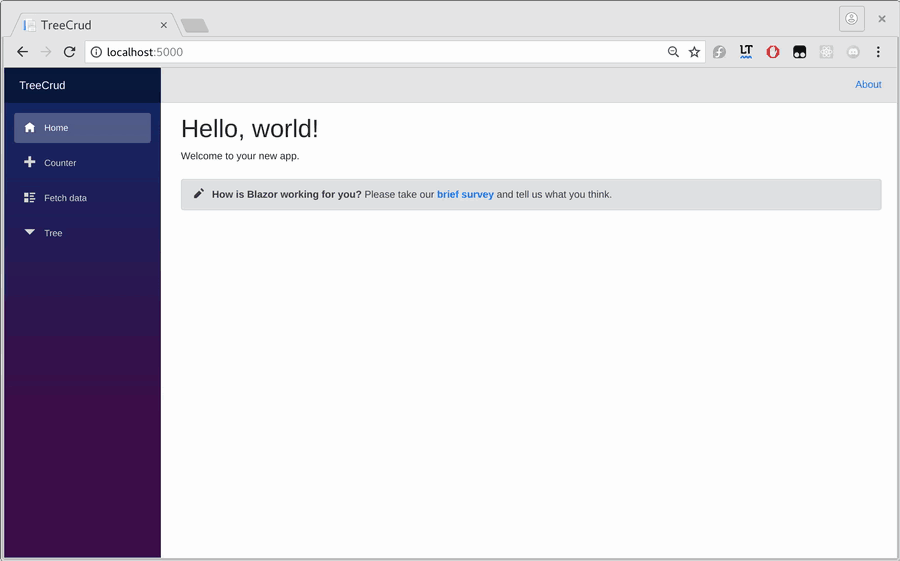 TreeCrud
localhost:5000
LT
TreeCrud
About
Home
Counter
Fetch data
Tree
Hello, world!
Welcome to your new app.
How is Blazor working for you? Please take our brief survey and tell us what you think.